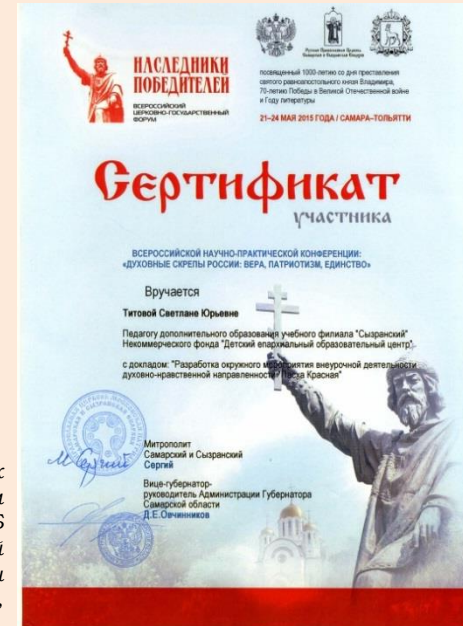 НАСЛЕДНИКИ
ПОБЕДИТЕЛЕЙ
ВСЕРОССИЙСКИЙ
ЦЕРКОВНО-ГОСУДАРСТВЕННЫЙ
ФОРУМ
посвященный 1000-летию со дня преставления
святого равноапостольного князя Владимира,
70-летию Победы в Великой Отечественной войне
и Году литературы
21–24 МАЯ 2015 ГОДА / САМАРА–ТОЛЬЯТТИ
Сертификат
участника
ВСЕРОССИЙСКОЙ НАУЧНО-ПРАКТИЧЕСКОЙ КОНФЕРЕНЦИИ:
«ДУХОВНЫЕ СКРЕПЫ РОССИИ: ВЕРА, ПАТРИОТИЗМ, ЕДИНСТВО»
Вручается
Титовой Светлане Юрьевне
Педагогу дополнительного образования учебного филиала "Сызранский"
Некоммерческого фонда "Детский епархиальный образовательный центр",
с докладом: "Разработка окружного мероприятия внеурочной деятельности
духовно-нравственной направленности "Пасха Красная"
Митрополит
Самарский и Сызранский
Сергий
Вице-губернатор-
руководитель Администрации Губернатора
Самарской области
Д.Е.Овчинников